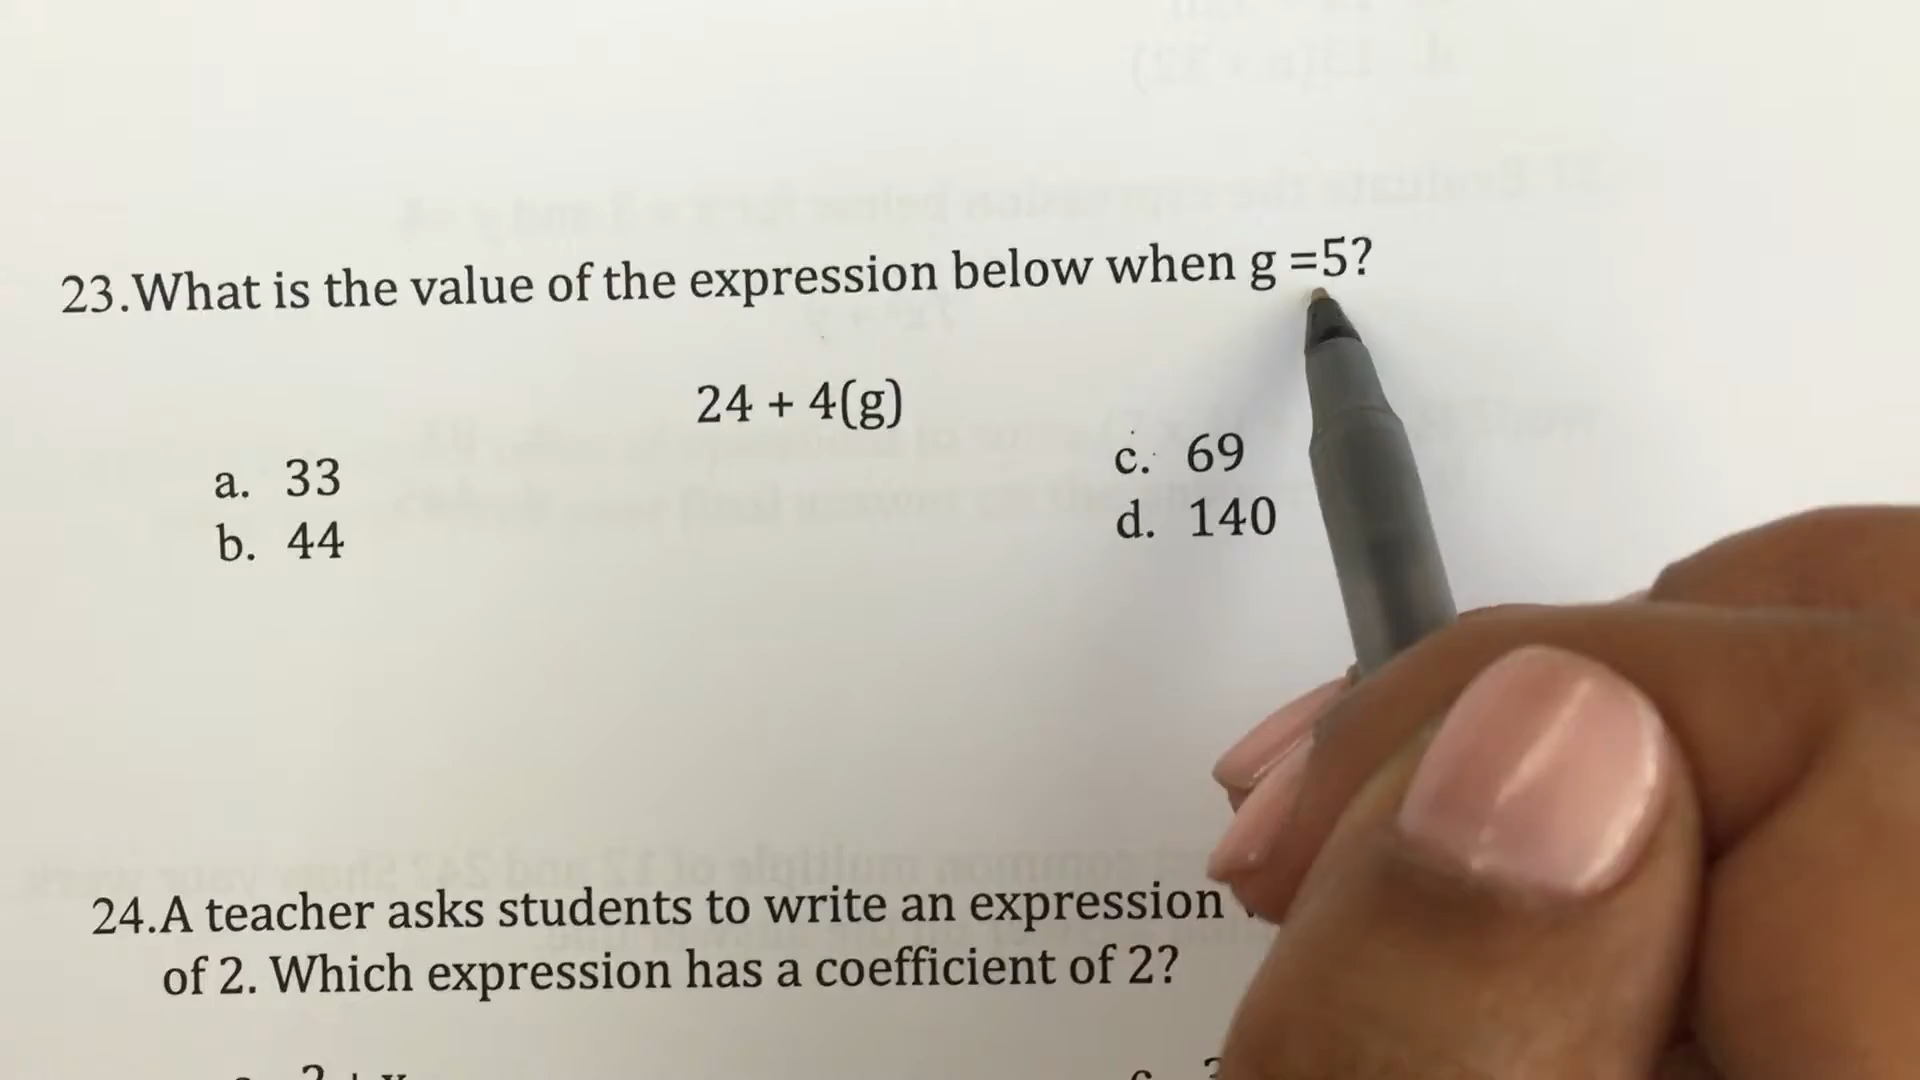 23.What is the value of the expression below when g =5?
24 + 4(g)
a. 33
b. 44
c. 69
d. 140
24.A teacher asks students to write an expression
of 2. Which expression has a coefficient of 2?